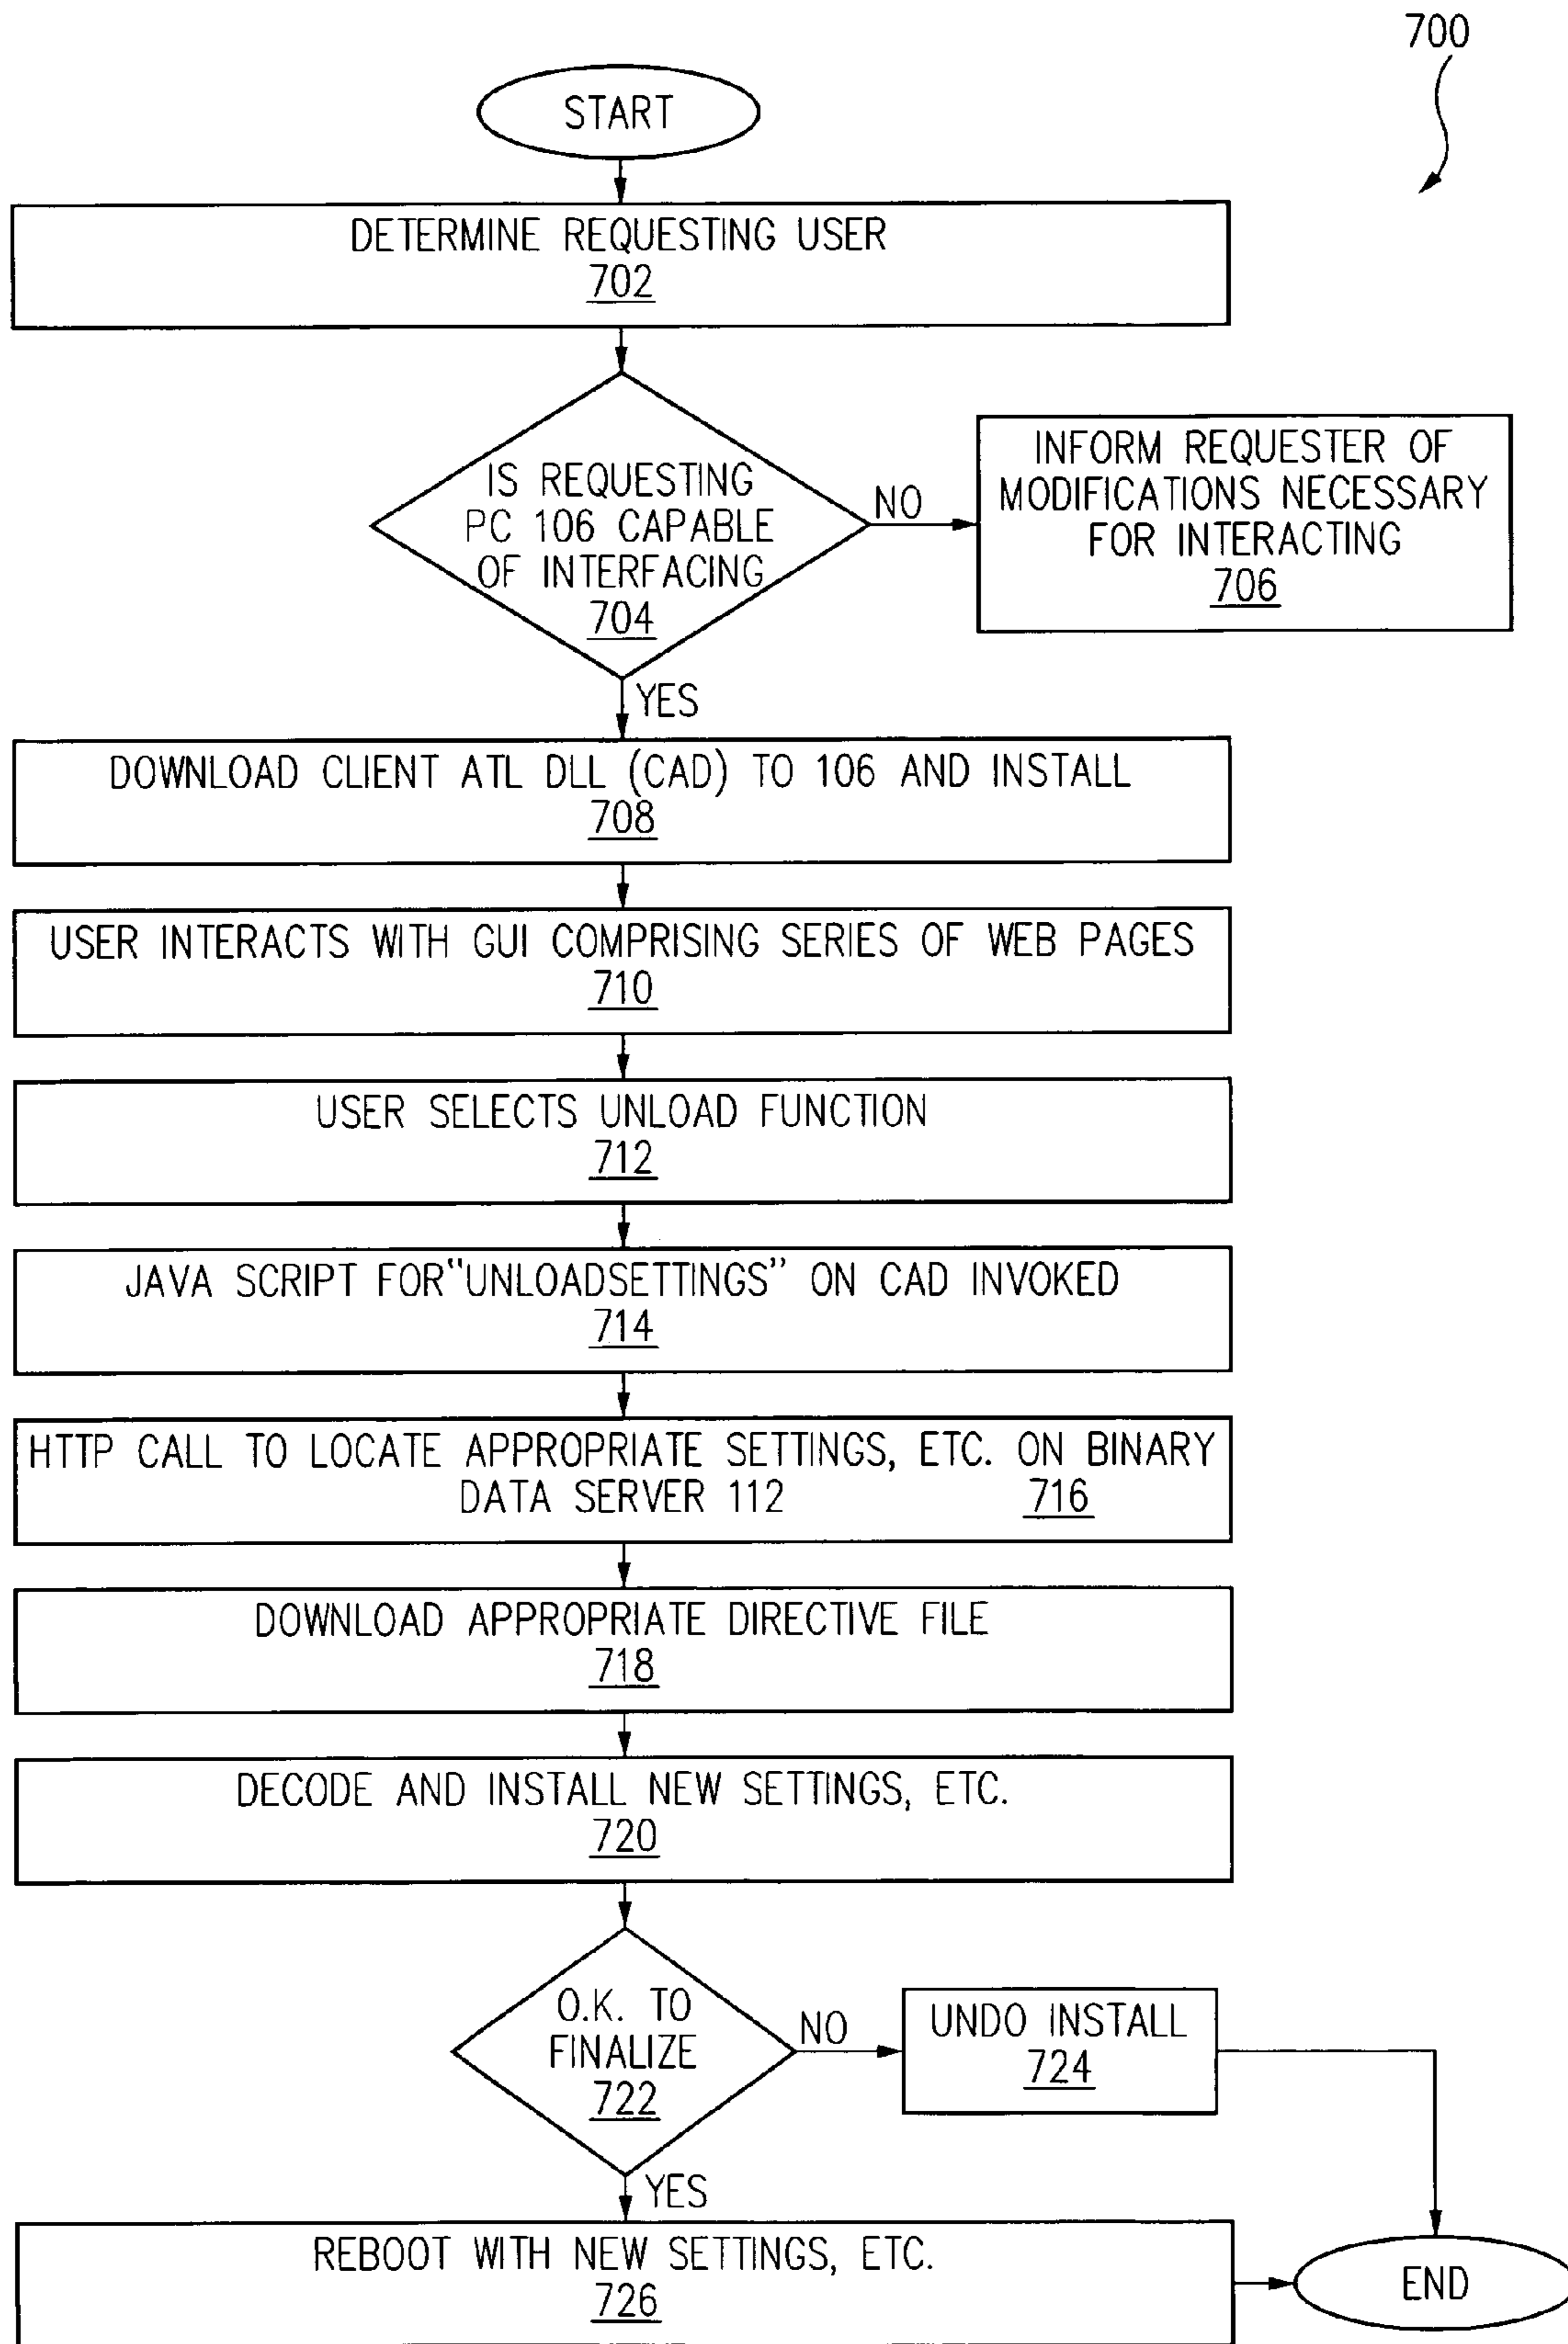 700
START
DETERMINE REQUESTING USER
702
IS REQUESTING
PC 106 CAPABLE
OF INTERFACING
704
NO
INFORM REQUESTER OF
MODIFICATIONS NECESSARY
FOR INTERACTING
706
YES
DOWNLOAD CLIENT ATL DLL (CAD) TO 106 AND INSTALL
708
USER INTERACTS WITH GUI COMPRISING SERIES OF WEB PAGES
710
USER SELECTS UNLOAD FUNCTION
712
JAVA SCRIPT FOR"UNLOADSETTINGS" ON CAD INVOKED
714
HTTP CALL TO LOCATE APPROPRIATE SETTINGS, ETC. ON BINARY
DATA SERVER 112 716
DOWNLOAD APPROPRIATE DIRECTIVE FILE
718
DECODE AND INSTALL NEW SETTINGS, ETC.
720
O.K. TO
FINALIZE
722
NO
UNDO INSTALL
724
YES
REBOOT WITH NEW SETTINGS, ETC.
726
END